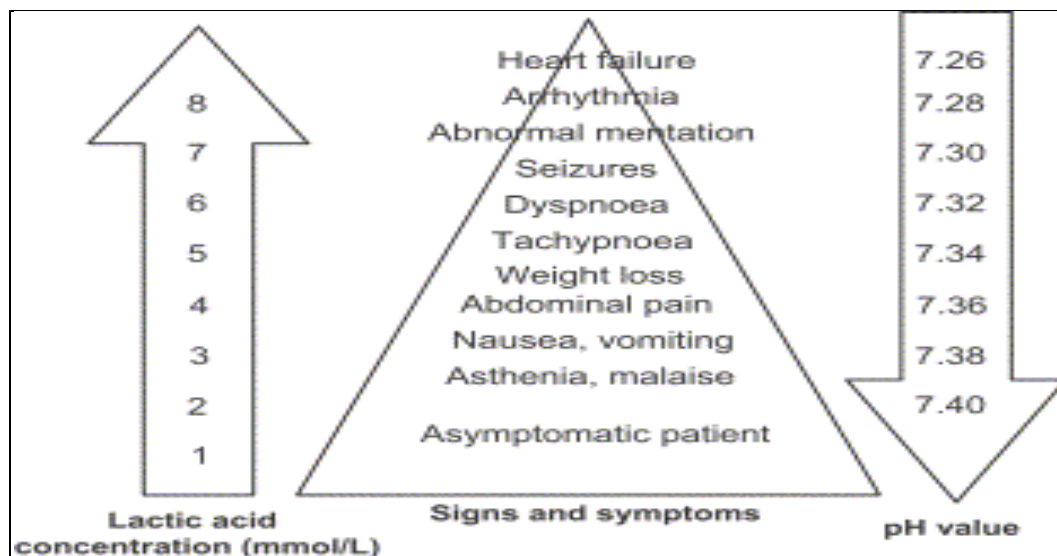 8
7
6
5
4
3
2
1
Lactic acid
concentration (mmol/L)
Heart failure
Arrhythmia
Abnormal mentation
Seizures
Dyspnoea
Tachypnoea
Weight loss
Abdominal pain
Nausea, vomiting
Asthenia, malaise
Asymptomatic patient
Signs and symptoms
7.26
7.28
7.30
7.32
7.34
7.36
7.38
7.40
pH value